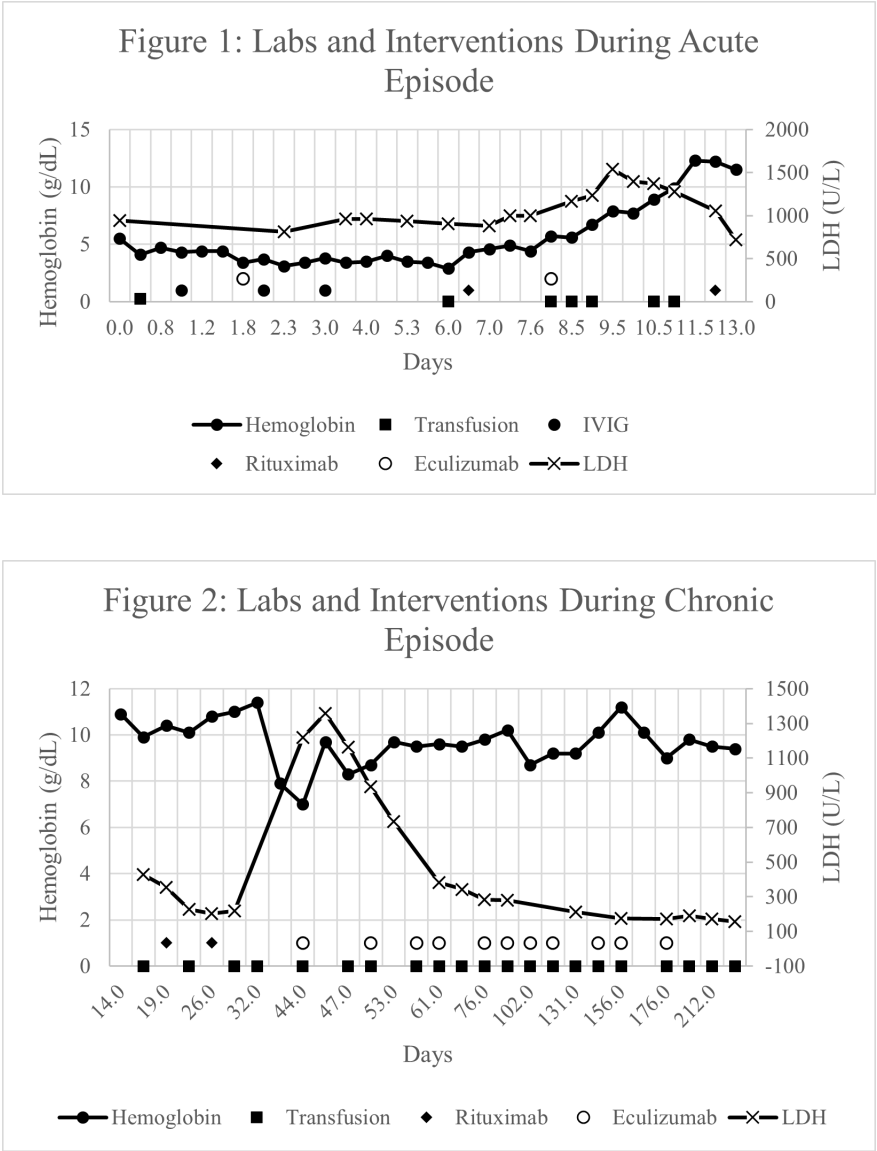 Figure 1: Labs and Interventions During Acute
Episode
15
10
5
0
Hemoglobin (g/dL)
2000
1500
1000
500
0
LDH (U/L)
0.0 0.8 1.2 1.8 2.3 3.0 4.0 5.3 6.0 7.0 7.6 8.5 9.5 10.5 11.5 13.0
Days
Hemoglobin Transfusion IVIG
Rituximab Eculizumab LDH
Figure 2: Labs and Interventions During Chronic
Episode
12
10
8
6
4
2
0
Hemoglobin (g/dL)
1500
1300
1100
900
700
500
300
100
-100
LDH (U/L)
14.0 19.0 26.0 32.0 44.0 47.0 53.0 61.0 76.0 102.0 131.0 156.0 176.0 212.0
Days
Hemoglobin Transfusion Rituximab Eculizumab LDH